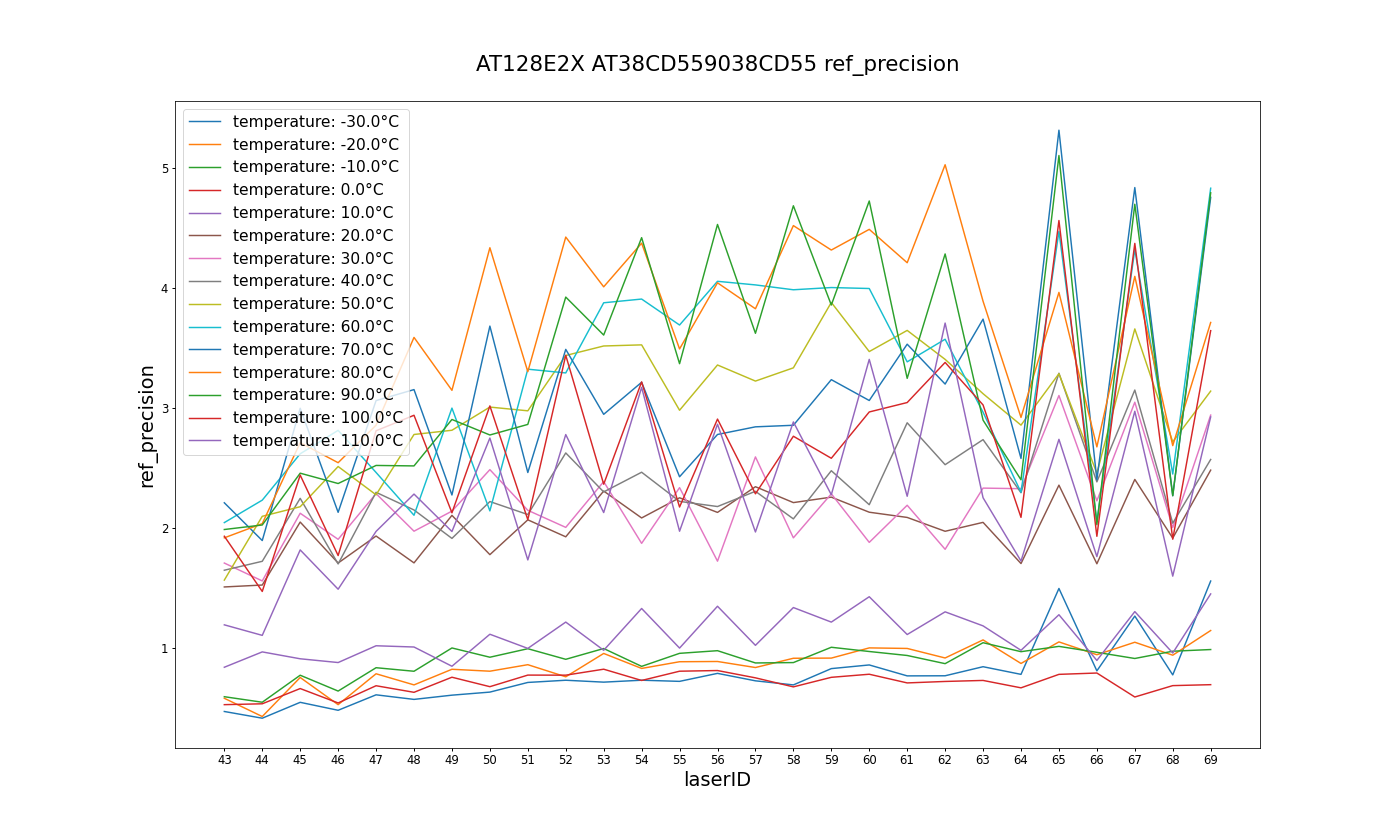 AT128E2X AT38CD559038CD55 ref_precision
temperature: -30.0°C
temperature: -20.0°C
temperature: -10.0°C
temperature: 0.0°C
temperature: 10.0°C
temperature: 20.0°C
temperature: 30.0°C
temperature: 40.0°C
temperature: 50.0°C
temperature: 60.0°C
temperature: 70.0°C
temperature: 80.0°C
temperature: 90.0°C
temperature: 100.0°C
temperature: 110.0°C
ref_precision
5
4
3
2
1
43 44 45 46 47 48 49 50 51 52 53 54 55 56 57 58 59 60 61 62 63 64 65 66 67 68 69
laserID